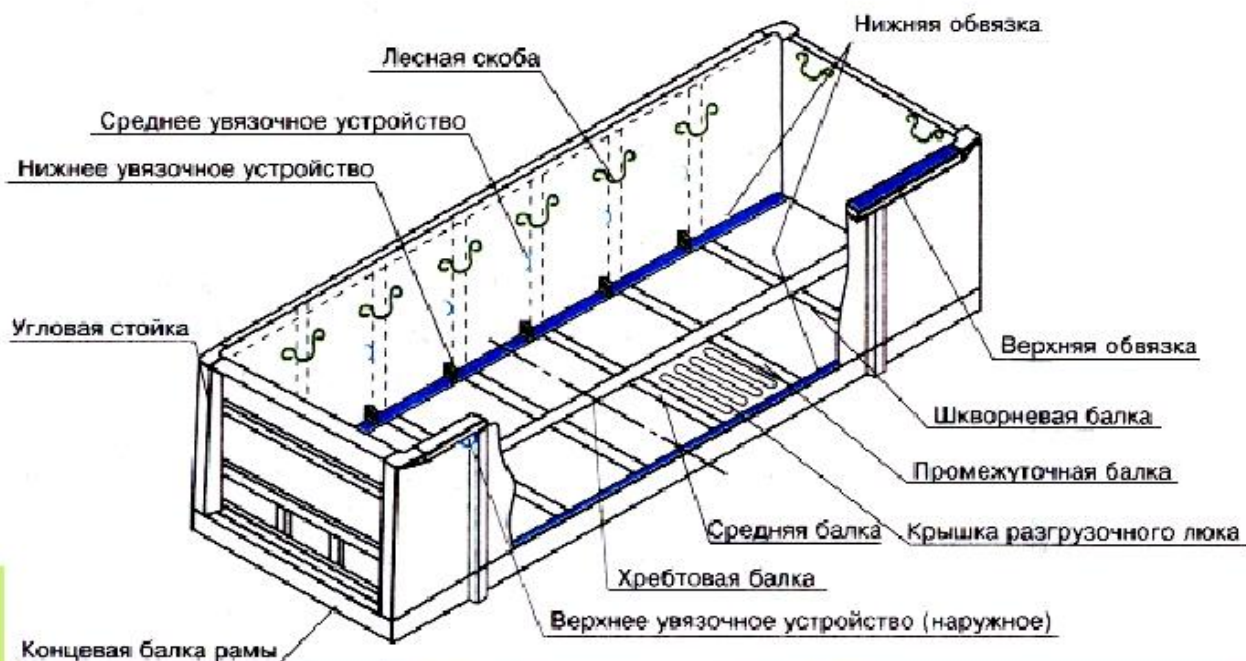 Нижняя обвязка
Лесная скоба
Среднее увязочное устройство
Нижнее увязочное устройство
Угловая стойка
Верхняя обвязка
Шкворневая балка
Промежуточная балка
Средняя балка
Крышка разгрузочного люка
Хребтовая балка
Верхнее увязочное устройство (наружное)
Концевая балка рамы